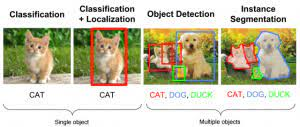 Classification
Classification
+ Localization
Object Detection
Instance
Segmentation
CAT
CAT
CAT, DOG, DUCK
CAT, DOG, DUCK
Single object
Multiple objects